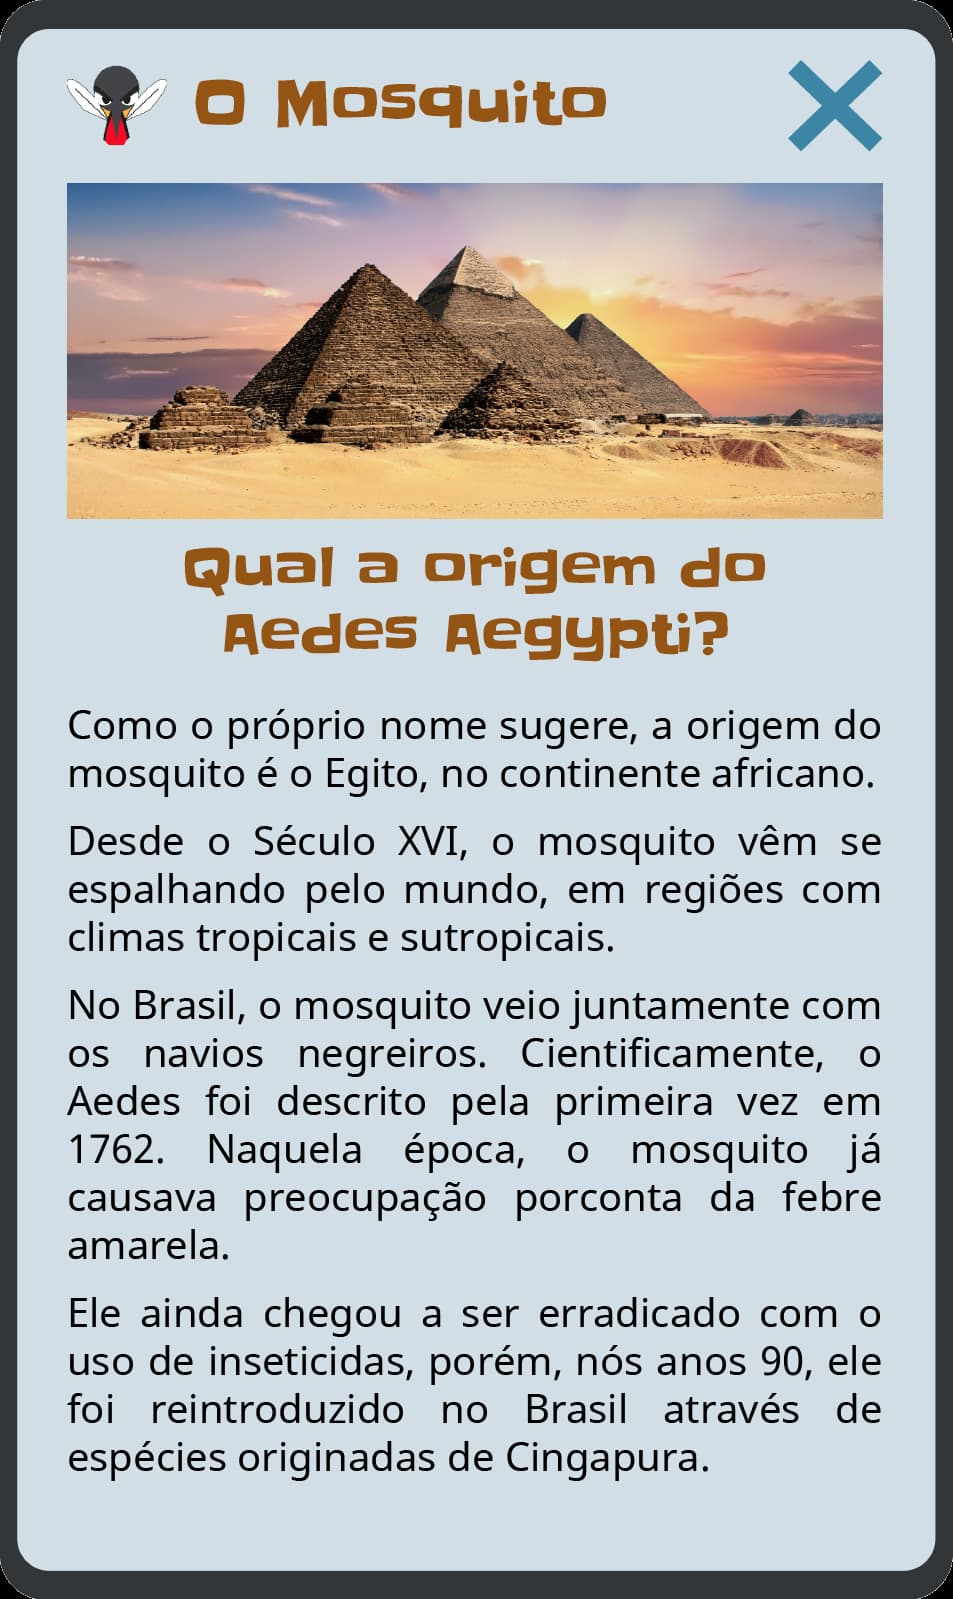 O Mosquito
Qual a origem do
Aedes Aegypti?
Como o próprio nome sugere, a origem do
mosquito é o Egito, no continente africano.
Desde o Século XVI, o mosquito vêm se
espalhando pelo mundo, em regiões com
climas tropicais e sutropicais.
No Brasil, o mosquito veio juntamente com
os navios negreiros. Cientificamente, o
Aedes foi descrito pela primeira vez em
1762. Naquela época, o mosquito já
causava preocupação porconta da febre
amarela.
Ele ainda chegou a ser erradicado com o
uso de inseticidas, porém, nós anos 90, ele
foi reintroduzido no Brasil através de
espécies originadas de Cingapura.